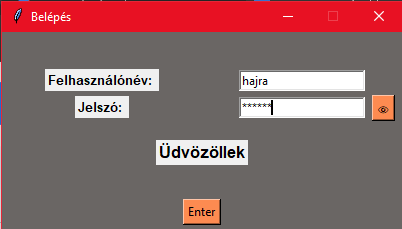 Belépés
Felhasználónév: hajra
Jelszó: ******
Üdvözöllek
Enter